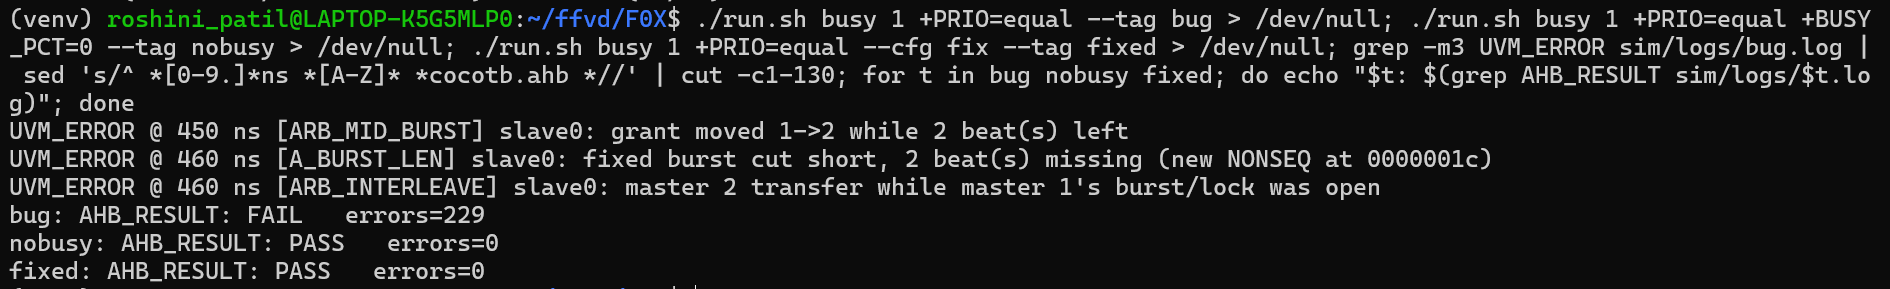 (venv) roshini_patil@LAPTOP-K5G5MLP0:~/ffvd/F0X$ ./run.sh busy 1 +PRIO=equal --tag bug > /dev/null; ./run.sh busy 1 +PRIO=equal +BUSY
_PCT=0 --tag nobusy > /dev/null; ./run.sh busy 1 +PRIO=equal --cfg fix --tag fixed > /dev/null; grep -m3 UVM_ERROR sim/logs/bug.log |
 sed 's/^ *[0-9.]*ns *[A-Z]* *cocotb.ahb *//' | cut -c1-130; for t in bug nobusy fixed; do echo "$t: $(grep AHB_RESULT sim/logs/$t.lo
g)"; done
UVM_ERROR @ 450 ns [ARB_MID_BURST] slave0: grant moved 1->2 while 2 beat(s) left
UVM_ERROR @ 460 ns [A_BURST_LEN] slave0: fixed burst cut short, 2 beat(s) missing (new NONSEQ at 0000001c)
UVM_ERROR @ 460 ns [ARB_INTERLEAVE] slave0: master 2 transfer while master 1's burst/lock was open
bug: AHB_RESULT: FAIL   errors=229
nobusy: AHB_RESULT: PASS   errors=0
fixed: AHB_RESULT: PASS   errors=0